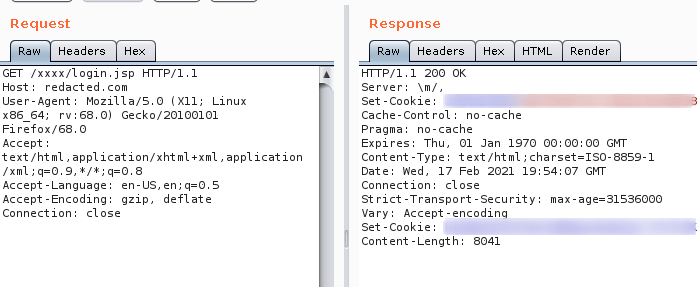 Request
Raw Headers Hex
GET /xxxx/login.jsp HTTP/1.1
Host: redacted.com
User-Agent: Mozilla/5.0 (X11; Linux
x86_64; rv:68.0) Gecko/20100101
Firefox/68.0
Accept:
text/html,application/xhtml+xml,application
/xml;q=0.9,*/*;q=0.8
Accept-Language: en-US,en;q=0.5
Accept-Encoding: gzip, deflate
Connection: close
Response
Raw Headers Hex HTML Render
HTTP/1.1 200 OK
Server: \m/,
Set-Cookie:
Cache-Control: no-cache
Pragma: no-cache
Expires: Thu, 01 Jan 1970 00:00:00 GMT
Content-Type: text/html;charset=ISO-8859-1
Date: Wed, 17 Feb 2021 19:54:07 GMT
Connection: close
Strict-Transport-Security: max-age=31536000
Vary: Accept-encoding
Set-Cookie:
Content-Length: 8041